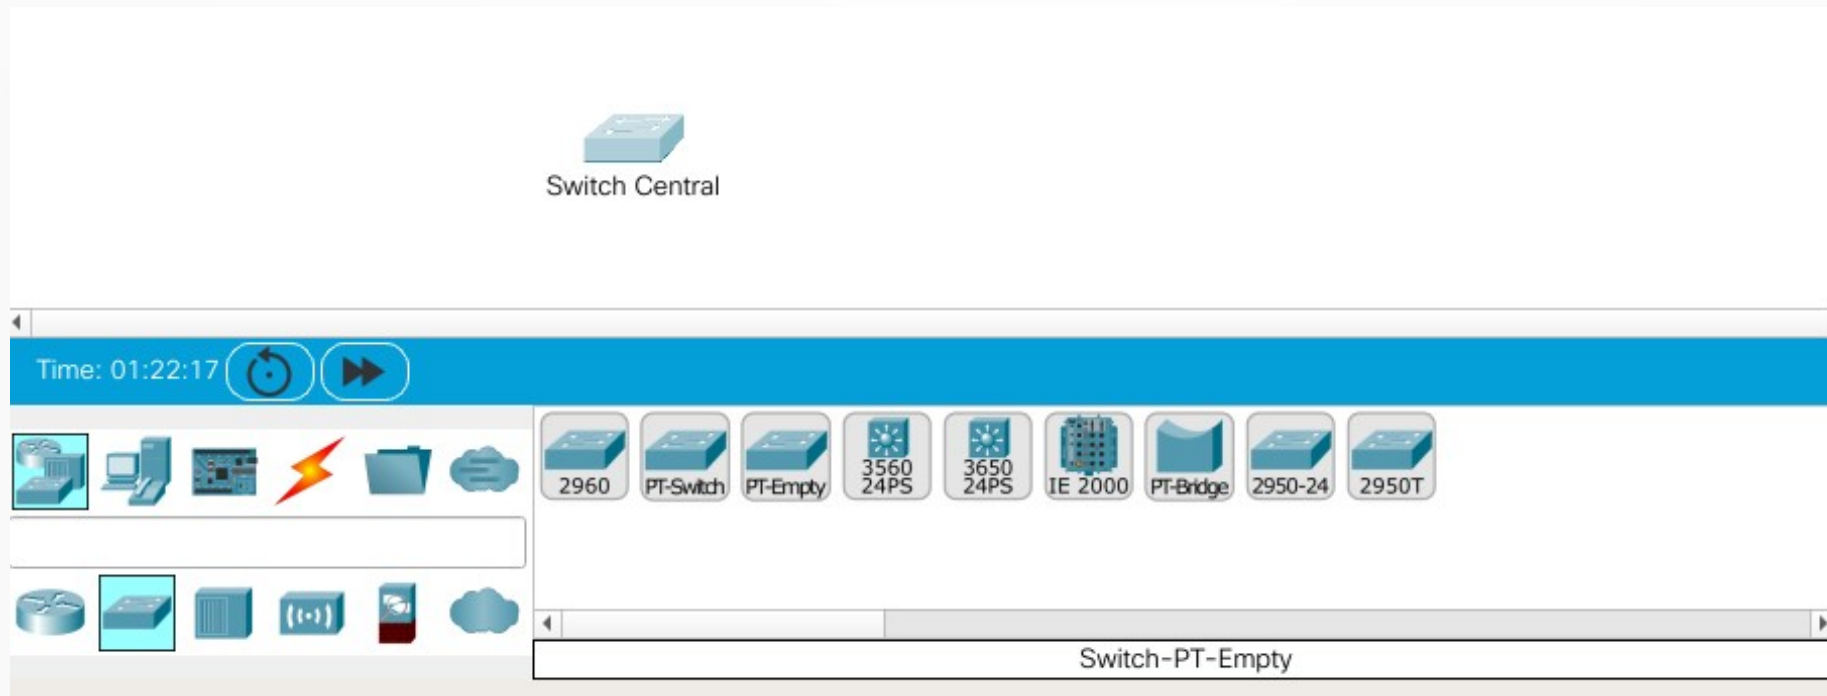 Switch Central
Time: 01:22:17
2960
PT-Switch
PT-Empty
3560
24PS
3650
24PS
IE 2000
PT-Bridge
2950-24
2950T
Switch-PT-Empty